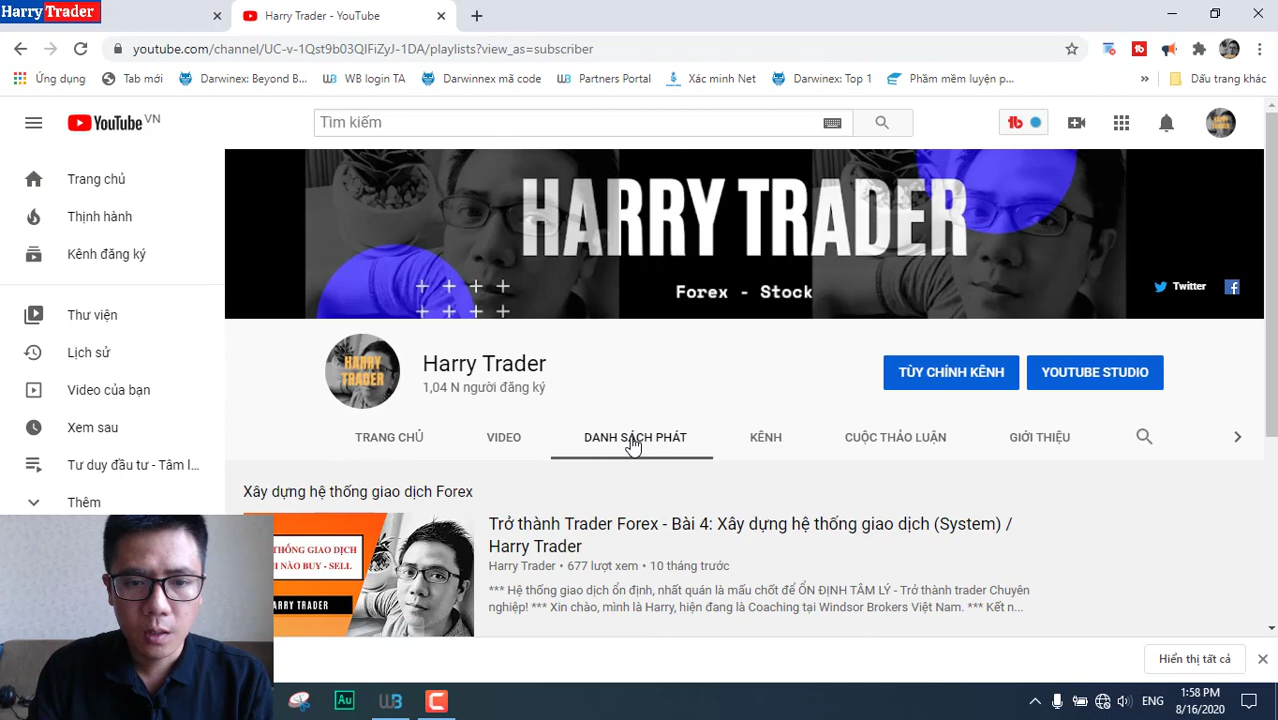 Harry Trader
Harry Trader - YouTube
youtube.com/channel/UC-v-1Qst9b03QJFiZyJ-1DA/playlists?view_as=subscriber
Ứng dụng
Tab mới
Darwinex: Beyond B...
WB login TA
Darwinnex mã code
Partners Portal
Xác minh Net
Darwinex: Top 1
Phầm mềm luyện p...
»
Dấu trang khác
YouTube VN
Tìm kiếm
Trang chủ
Thịnh hành
Kênh đăng ký
Thư viện
Lịch sử
Video của bạn
Xem sau
Tư duy đầu tư - Tâm l...
Thêm
HARRY TRADER
Forex - Stock
Twitter
HARRY
TRADER
Harry Trader
1,04 N người đăng ký
TÙY CHỈNH KÊNH
YOUTUBE STUDIO
TRANG CHỦ
VIDEO
DANH SÁCH PHÁT
KÊNH
CUỘC THẢO LUẬN
GIỚI THIỆU
Xây dựng hệ thống giao dịch Forex
THỐNG GIAO DỊCH
NÀO BUY - SELL
ARRY TRADER
Trở thành Trader Forex - Bài 4: Xây dựng hệ thống giao dịch (System) /
Harry Trader
Harry Trader • 677 lượt xem • 10 tháng trước
*** Hệ thống giao dịch ổn định, nhất quán là mấu chốt để ỔN ĐỊNH TÂM LÝ - Trở thành trader Chuyên
nghiệp! *** Xin chào, mình là Harry, hiện đang là Coaching tại Windsor Brokers Việt Nam. *** Kết n...
Hiển thị tất cả
Au
WB
ENG
1:58 PM
8/16/2020